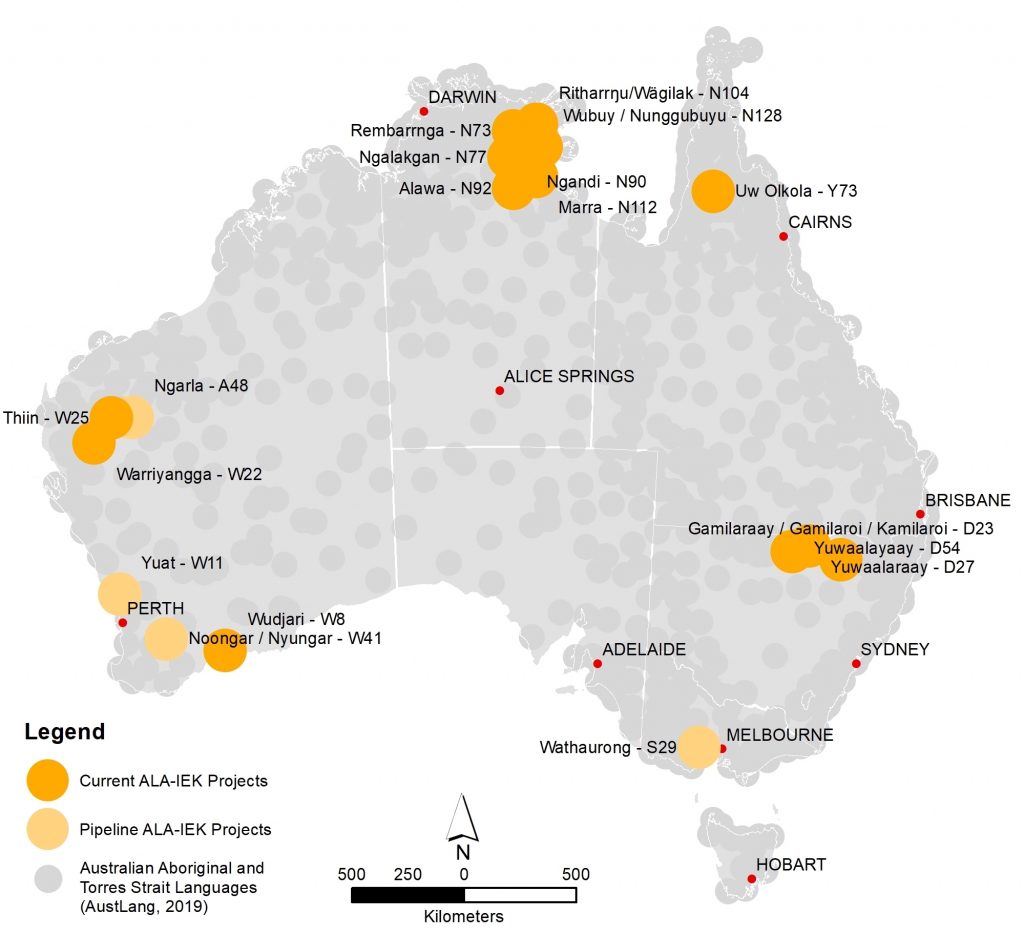 DARWIN
Ritharrŋu/Wägilak - N104
Wubuy / Nunggubuyu - N128
Rembarrnga - N73
Ngalakgan - N77
Alawa - N92
Ngandi - N90
Marra - N112
Uw Olkola - Y73
CAIRNS
ALICE SPRINGS
Ngarla - A48
Thiin - W25
Warriyangga - W22
BRISBANE
Gamilaraay / Gamilaroi / Kamilaroi - D23
Yuwaalayaay - D54
Yuwaalaraay - D27
Yuat - W11
PERTH
Wudjari - W8
Noongar / Nyungar - W41
ADELAIDE
SYDNEY
Wathaurong - S29
MELBOURNE
HOBART
Legend
Current ALA-IEK Projects
Pipeline ALA-IEK Projects
Australian Aboriginal and
Torres Strait Languages
(AustLang, 2019)
N
500 250 0 500
Kilometers